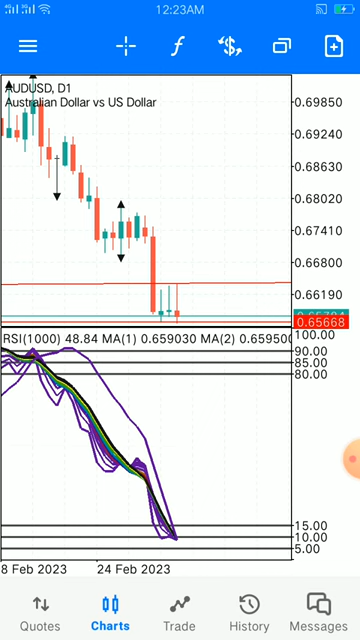 12:23AM
AUDUSD, D1
Australian Dollar vs US Dollar
0.69850
0.69240
0.68630
0.68020
0.67410
0.66800
0.66190
0.65668
RSI(1000) 48.84 MA(1) 0.659030 MA(2) 0.659500
100.00
90.00
85.00
80.00
15.00
10.00
5.00
8 Feb 2023
24 Feb 2023
Quotes
Charts
Trade
History
Messages